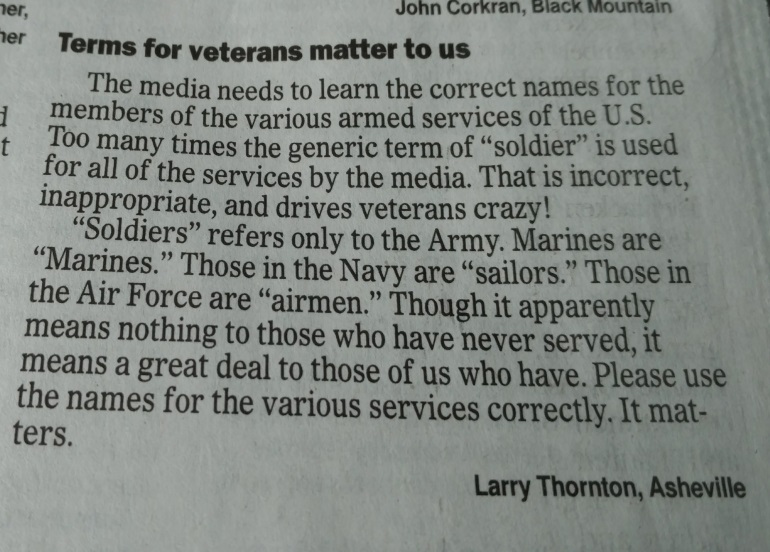 ner,
John Corkran, Black Mountain
her
Terms for veterans matter to us
The media needs to learn the correct names for the
members of the various armed services of the U.S.
Too many times the generic term of “soldier” is used
for all of the services by the media. That is incorrect,
inappropriate, and drives veterans crazy!
“Soldiers” refers only to the Army. Marines are
“Marines.” Those in the Navy are “sailors.” Those in
the Air Force are “airmen.” Though it apparently
means nothing to those who have never served, it
means a great deal to those of us who have. Please use
the names for the various services correctly. It mat-
ters.
Larry Thornton, Asheville